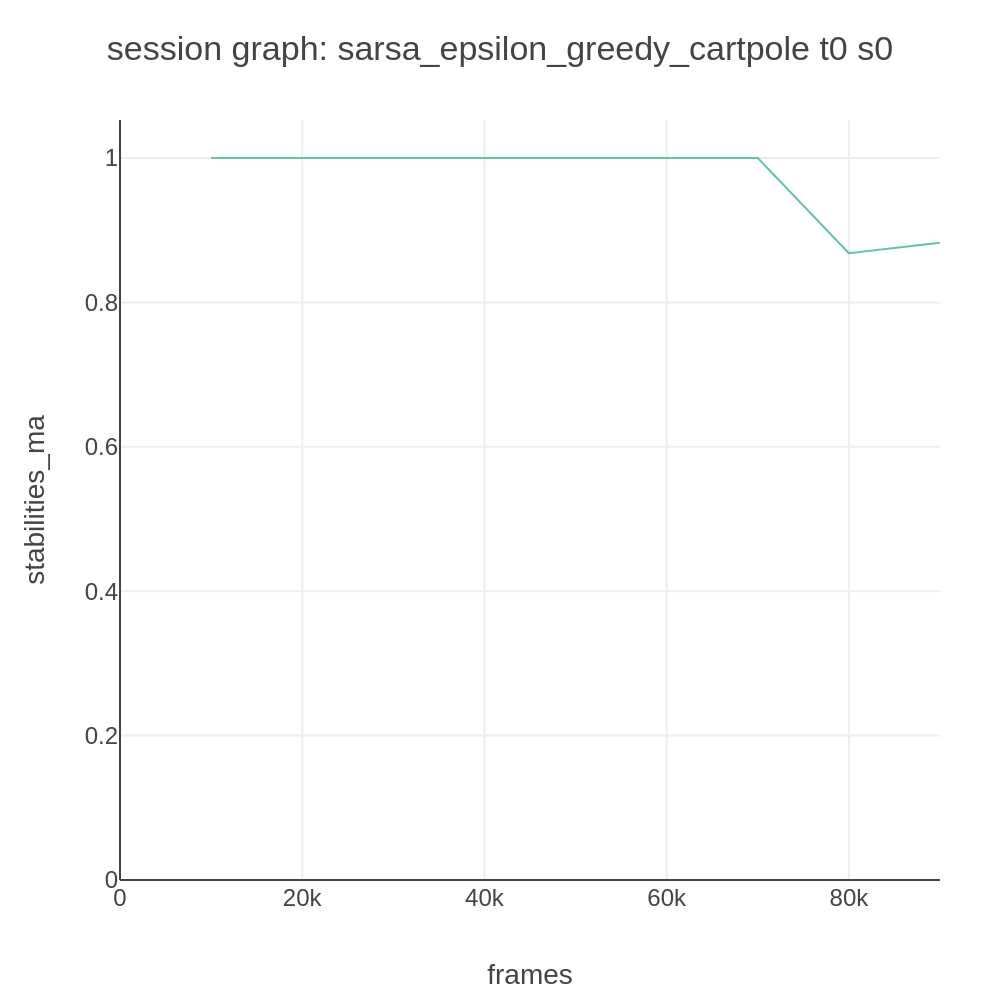 session graph: sarsa_epsilon_greedy_cartpole t0 s0
stabilities_ma
1
0.8
0.6
0.4
0.2
0
0
20k
40k
60k
80k
frames